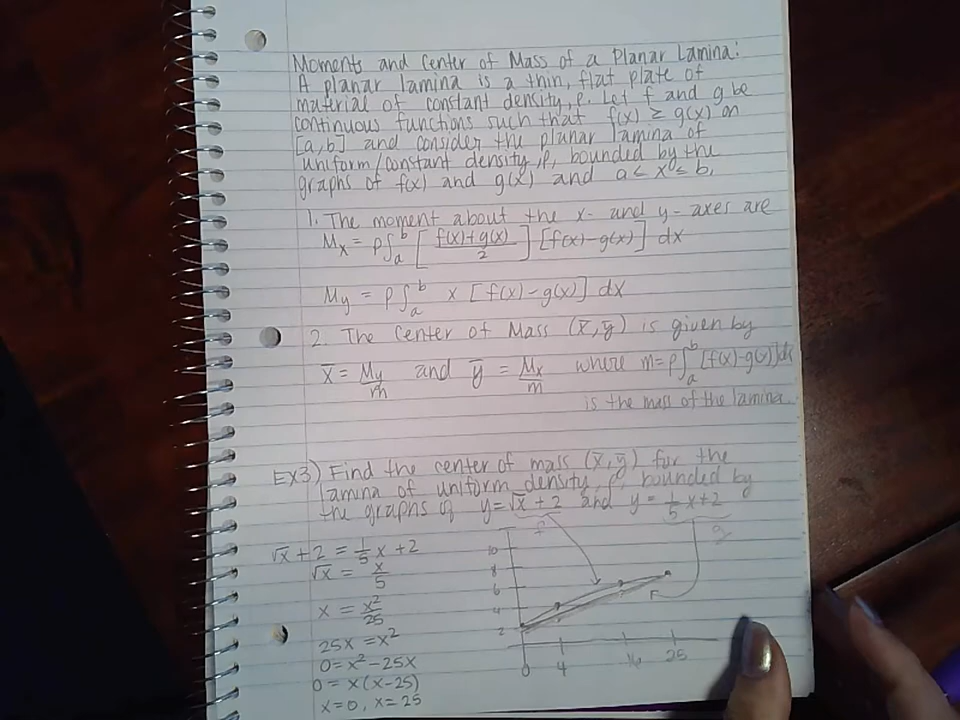 Moments and Center of Mass of a Planar Lamina:
A planar lamina is a thin, flat plate of
material of constant density, ρ. Let f and g be
continuous functions such that f(x) ≥ g(x) on
[a,b] and consider the planar lamina of
uniform/constant density, ρ, bounded by the
graphs of f(x) and g(x) and a ≤ x ≤ b.
1. The moment about the x- and y-axes are
Mx = ρ∫_a^b [(f(x)+g(x))/2] [f(x)-g(x)] dx
My = ρ∫_a^b x [f(x)-g(x)] dx
2. The Center of Mass (x̄,ȳ) is given by
x̄ = My/m and ȳ = Mx/m where m=ρ∫_a^b [f(x)-g(x)]dx
is the mass of the lamina.
Ex3) Find the center of mass (x̄,ȳ) for the
lamina of uniform density, ρ, bounded by
the graphs of y=√x+2 and y=1/5x+2
f
g
√x+2 = 1/5x+2
√x = x/5
x = x²/25
25x = x²
0=x²-25x
0=x(x-25)
x=0, x=25
10
8
6
4
2
0 4 16 25